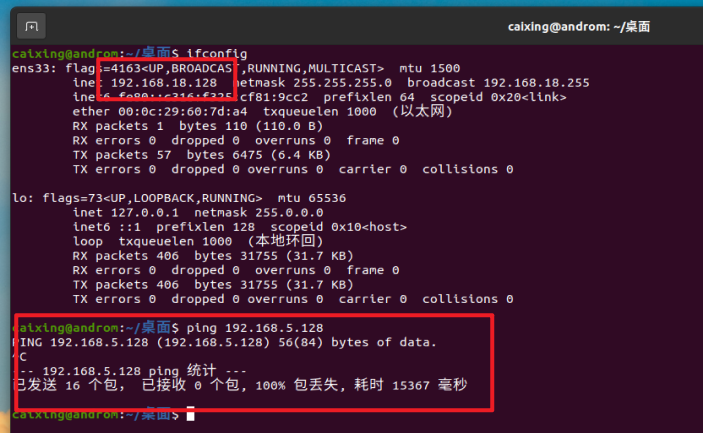 caixing@androm: ~/桌面
caixing@androm:~/桌面$ ifconfig
ens33: flags=4163<UP,BROADCAST,RUNNING,MULTICAST>  mtu 1500
inet 192.168.18.128  netmask 255.255.255.0  broadcast 192.168.18.255
inet6 fe80::c316:f325:cf81:9cc2  prefixlen 64  scopeid 0x20<link>
ether 00:0c:29:60:7d:a4  txqueuelen 1000  (以太网)
RX packets 1  bytes 110 (110.0 B)
RX errors 0  dropped 0  overruns 0  frame 0
TX packets 57  bytes 6475 (6.4 KB)
TX errors 0  dropped 0 overruns 0  carrier 0  collisions 0
lo: flags=73<UP,LOOPBACK,RUNNING>  mtu 65536
inet 127.0.0.1  netmask 255.0.0.0
inet6 ::1  prefixlen 128  scopeid 0x10<host>
loop  txqueuelen 1000  (本地环回)
RX packets 406  bytes 31755 (31.7 KB)
RX errors 0  dropped 0  overruns 0  frame 0
TX packets 406  bytes 31755 (31.7 KB)
TX errors 0  dropped 0 overruns 0  carrier 0  collisions 0
caixing@androm:~/桌面$ ping 192.168.5.128
PING 192.168.5.128 (192.168.5.128) 56(84) bytes of data.
^C
--- 192.168.5.128 ping 统计 ---
已发送 16 个包， 已接收 0 个包, 100% 包丢失, 耗时 15367 毫秒
caixing@androm:~/桌面$